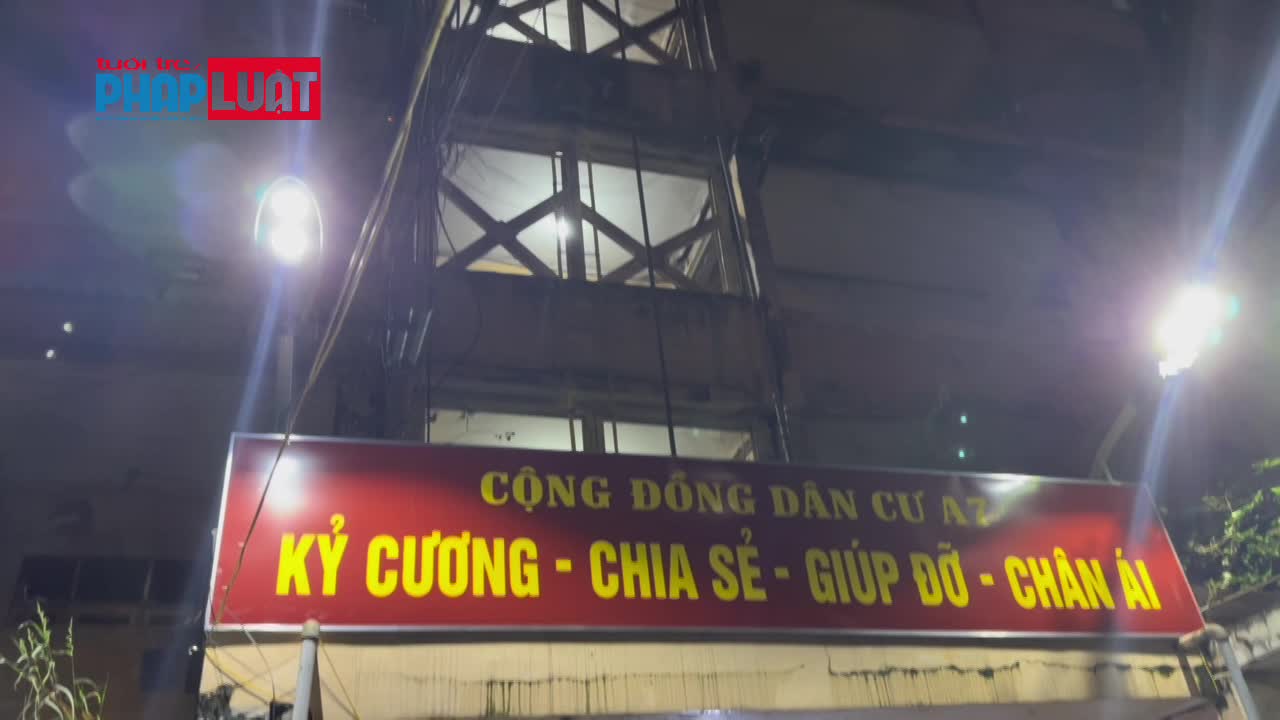 tuổi trẻ
PHÁP LUẬT
CỘNG ĐỒNG DÂN CƯ A7
KỶ CƯƠNG - CHIA SẺ - GIÚP ĐỠ - CHÂN ÁI